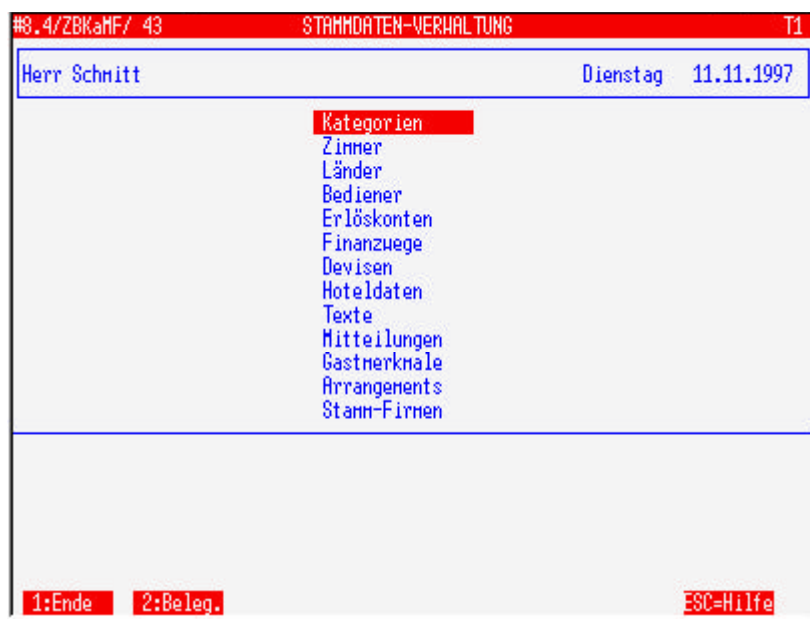 #8.4/ZBKaMF/ 43 STAMMDATEN-VERWALTUNG T1
Herr Schmitt Dienstag 11.11.1997
Kategorien
Zimmer
Länder
Bediener
Erlöskonten
Finanzwege
Devisen
Hoteldaten
Texte
Mitteilungen
Gastmerkmale
Arrangements
Stamm-Firmen
1:Ende 2:Beleg. ESC=Hilfe